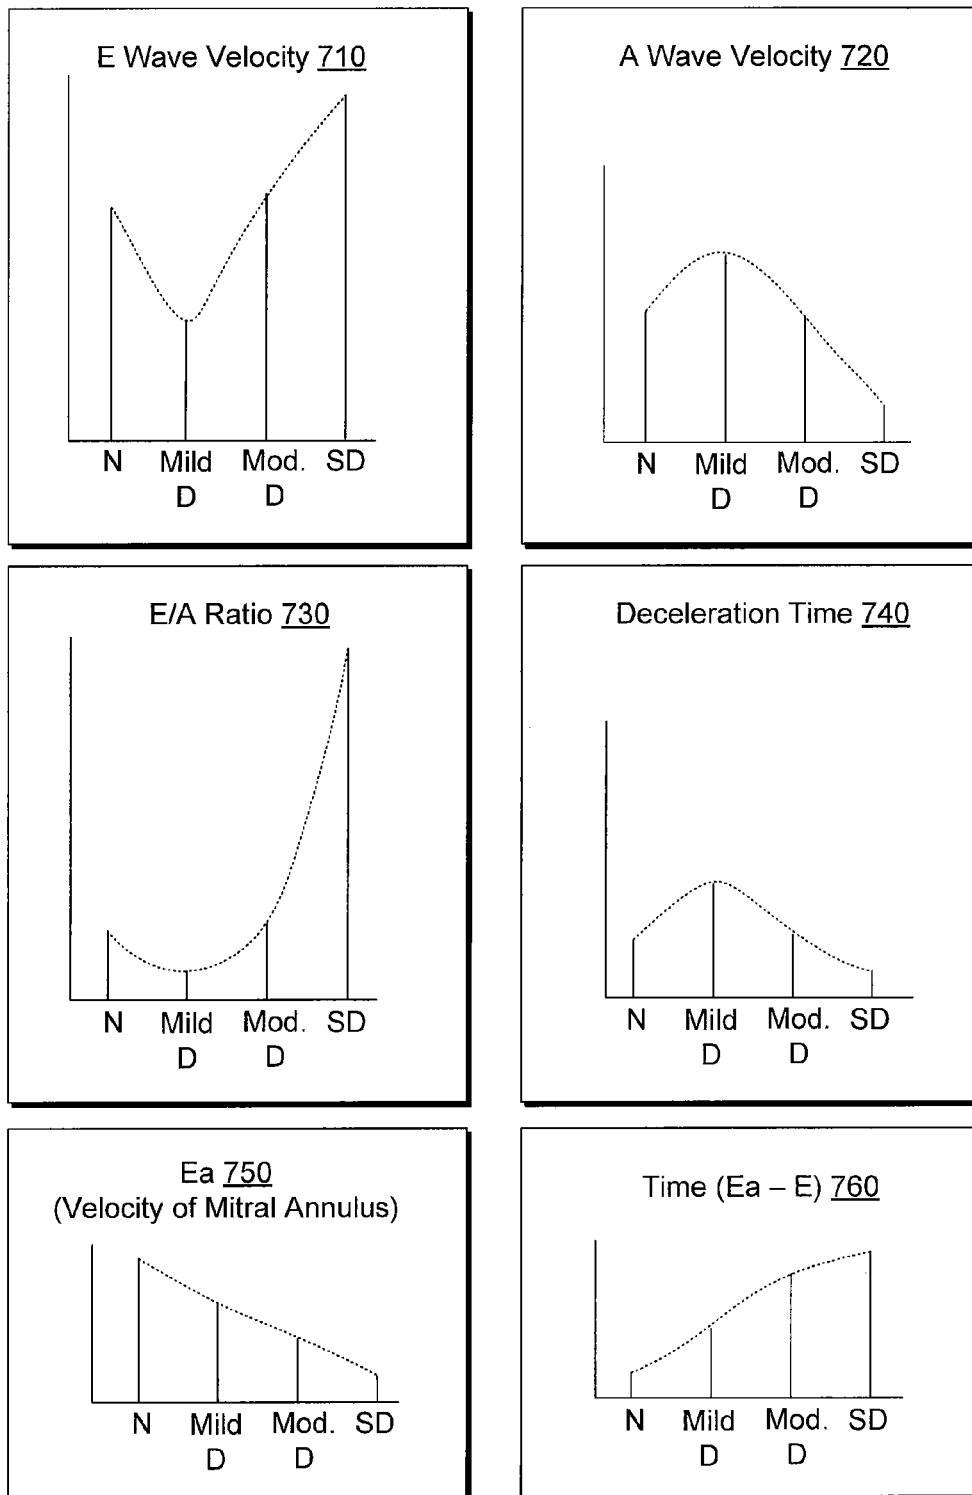 E Wave Velocity 710
N Mild Mod. SD
D D
A Wave Velocity 720
N Mild Mod. SD
D D
E/A Ratio 730
N Mild Mod. SD
D D
Deceleration Time 740
N Mild Mod. SD
D D
Ea 750
(Velocity of Mitral Annulus)
N Mild Mod. SD
D D
Time (Ea – E) 760
N Mild Mod. SD
D D